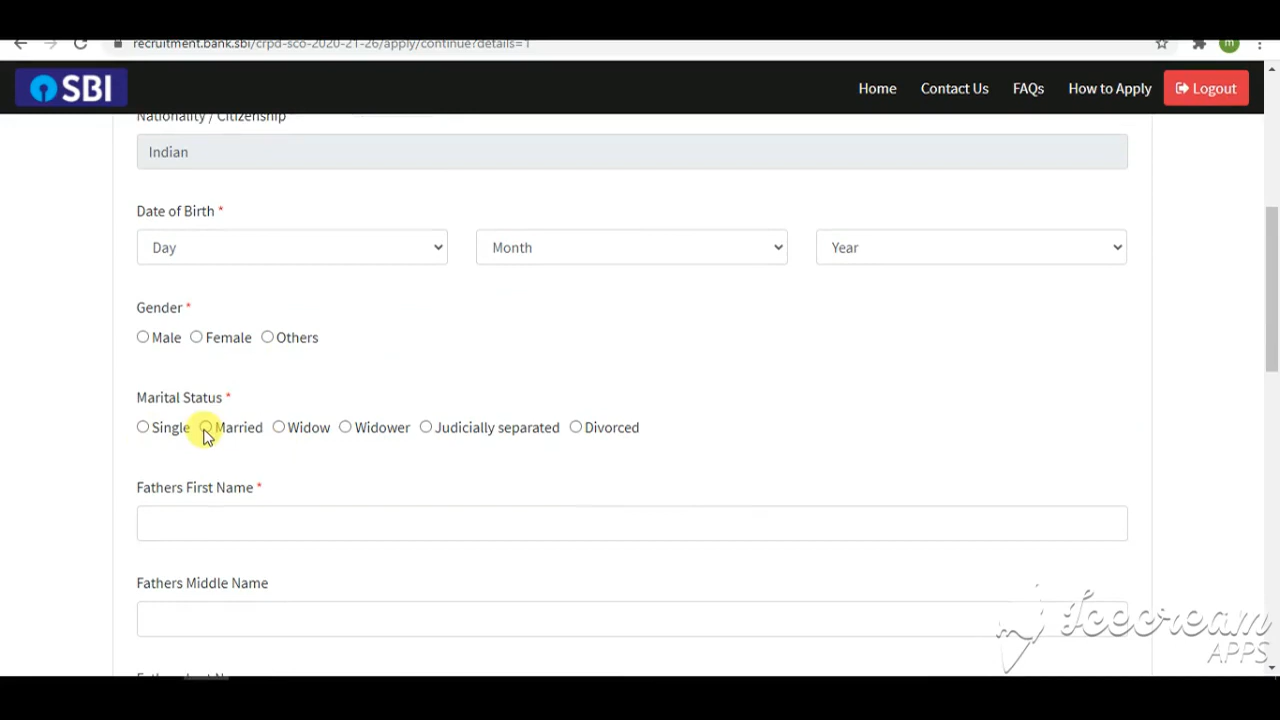 recruitment.bank.sbi/crpd-sco-2020-21-26/apply/continue?details=1
m
SBI
Home
Contact Us
FAQs
How to Apply
Logout
Nationality / Citizenship
Indian
Date of Birth *
Day
Month
Year
Gender *
Male Female Others
Marital Status *
Single Married Widow Widower Judicially separated Divorced
Fathers First Name *
Fathers Middle Name
Icecream
APPS